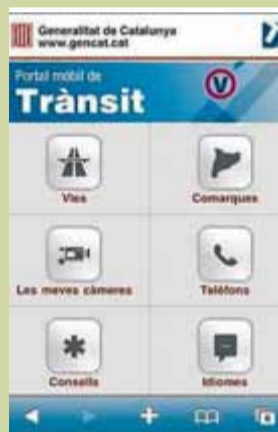 Generalitat de Catalunya
www.gencat.cat
Portal mòbil de
Trànsit
V
Vies
Comarques
Les meves càmeres
Telèfons
Consells
Idiomes